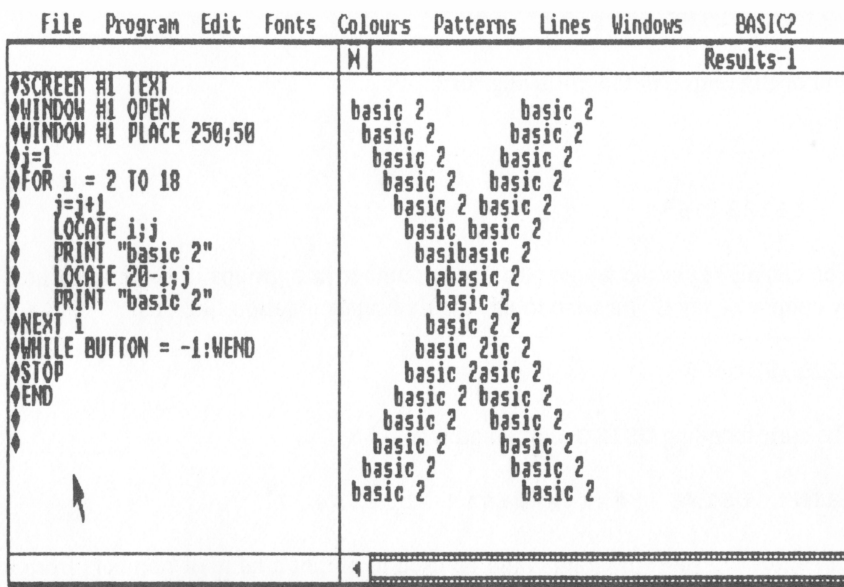 File Program Edit Fonts Colours Patterns Lines Windows BASIC2
Results-1
♦SCREEN #1 TEXT
♦WINDOW #1 OPEN
♦WINDOW #1 PLACE 250;50
♦j=1
♦FOR i = 2 TO 18
♦ j=j+1
♦ LOCATE i;j
♦ PRINT "basic 2"
♦ LOCATE 20-i;j
♦ PRINT "basic 2"
♦NEXT i
♦WHILE BUTTON = -1:WEND
♦STOP
♦END
♦
♦
basic 2 basic 2
basic 2 basic 2
basic 2 basic 2
basic 2 basic 2
basic 2 basic 2
basic basic 2
basibasic 2
babasic 2
basic 2
basic 2 2
basic 2ic 2
basic 2asic 2
basic 2 basic 2
basic 2 basic 2
basic 2 basic 2
basic 2 basic 2
basic 2 basic 2